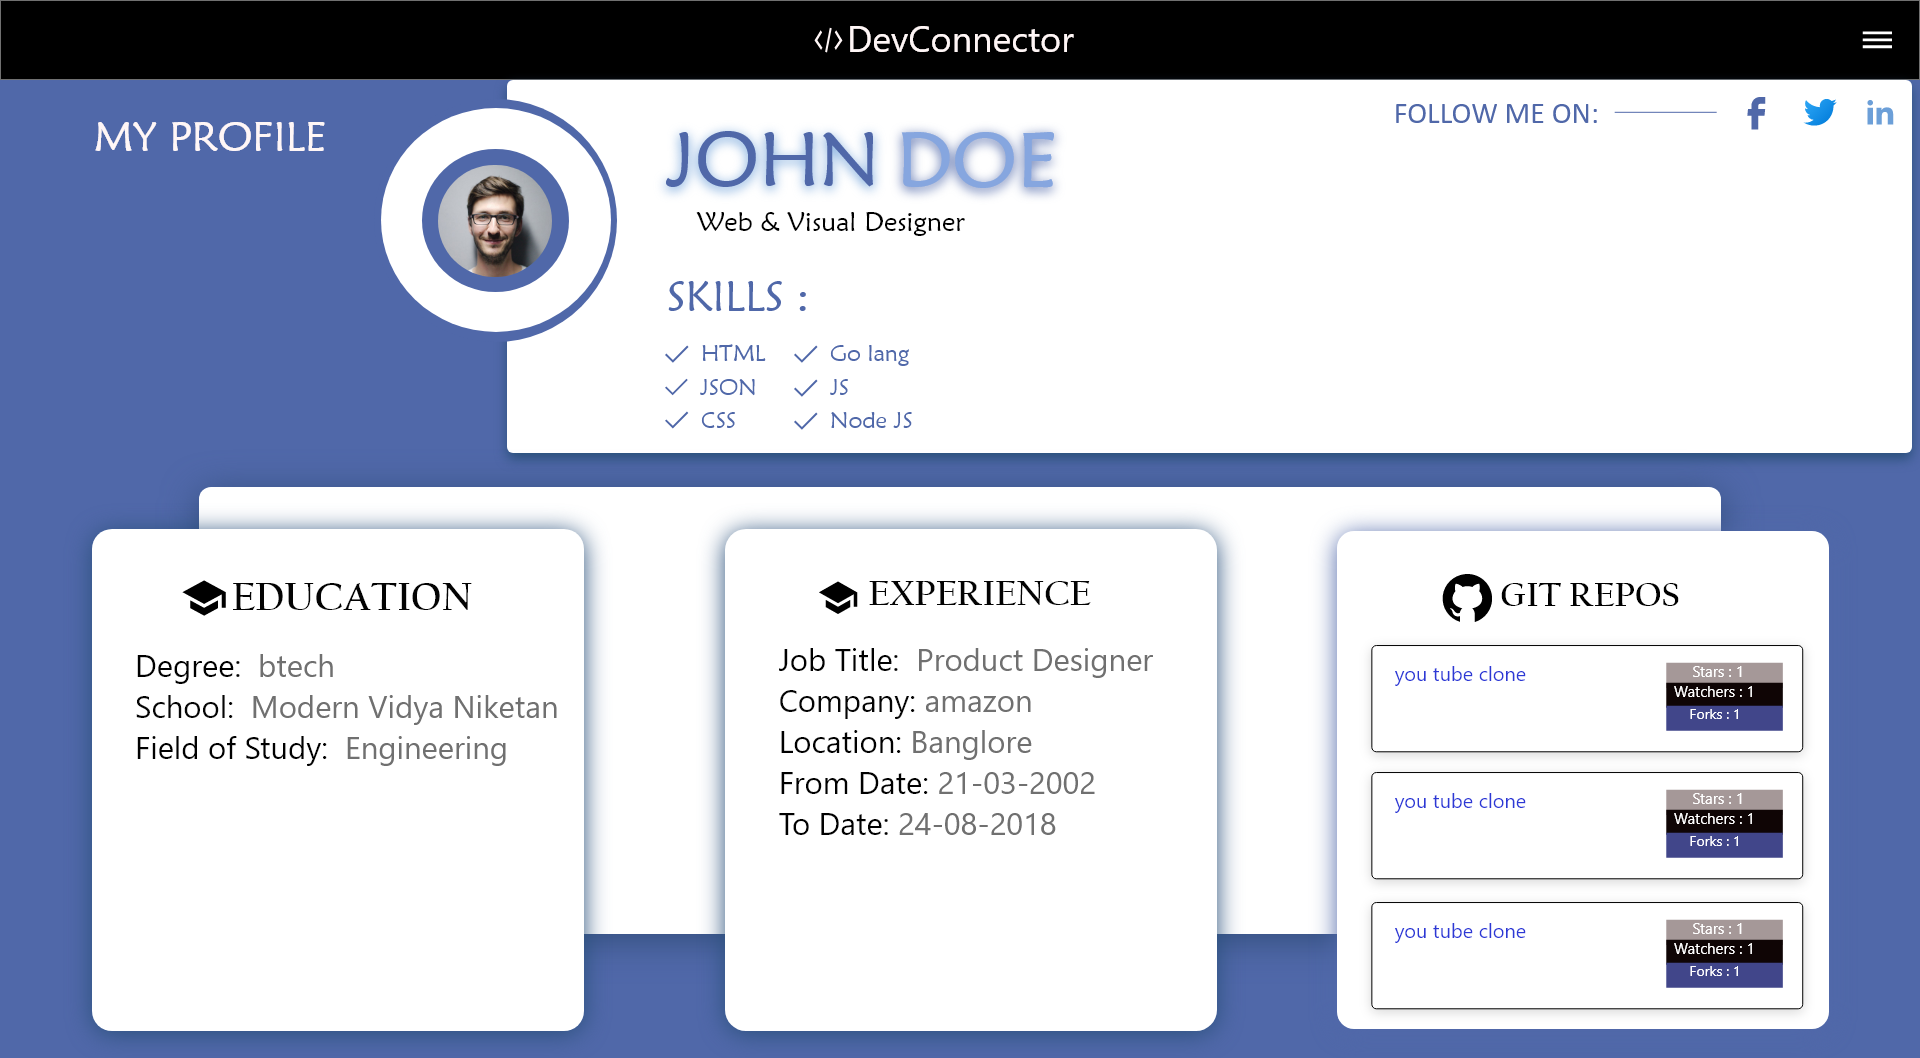 </>DevConnector
MY PROFILE
FOLLOW ME ON:
JOHN DOE
Web & Visual Designer
SKILLS :
HTML
Go lang
JSON
JS
CSS
Node JS
EDUCATION
Degree: btech
School: Modern Vidya Niketan
Field of Study: Engineering
EXPERIENCE
Job Title: Product Designer
Company: amazon
Location: Banglore
From Date: 21-03-2002
To Date: 24-08-2018
GIT REPOS
you tube clone
Stars : 1
Watchers : 1
Forks : 1
you tube clone
Stars : 1
Watchers : 1
Forks : 1
you tube clone
Stars : 1
Watchers : 1
Forks : 1